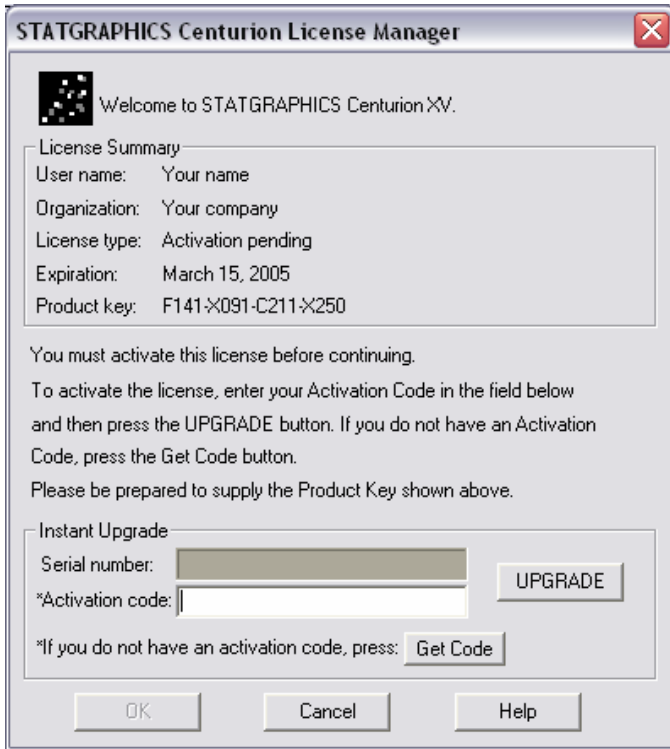 STATGRAPHICS Centurion License Manager
Welcome to STATGRAPHICS Centurion XV.
License Summary
User name: Your name
Organization: Your company
License type: Activation pending
Expiration: March 15, 2005
Product key: F141-X091-C211-X250
You must activate this license before continuing.
To activate the license, enter your Activation Code in the field below
and then press the UPGRADE button. If you do not have an Activation
Code, press the Get Code button.
Please be prepared to supply the Product Key shown above.
Instant Upgrade
Serial number:
UPGRADE
*Activation code:
*If you do not have an activation code, press: Get Code
OK Cancel Help